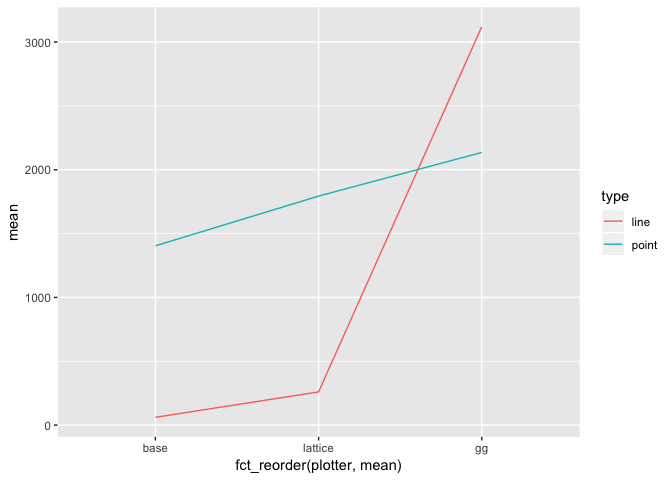 3000
2000
1000
0
mean
base
lattice
gg
fct_reorder(plotter, mean)
type
line
point